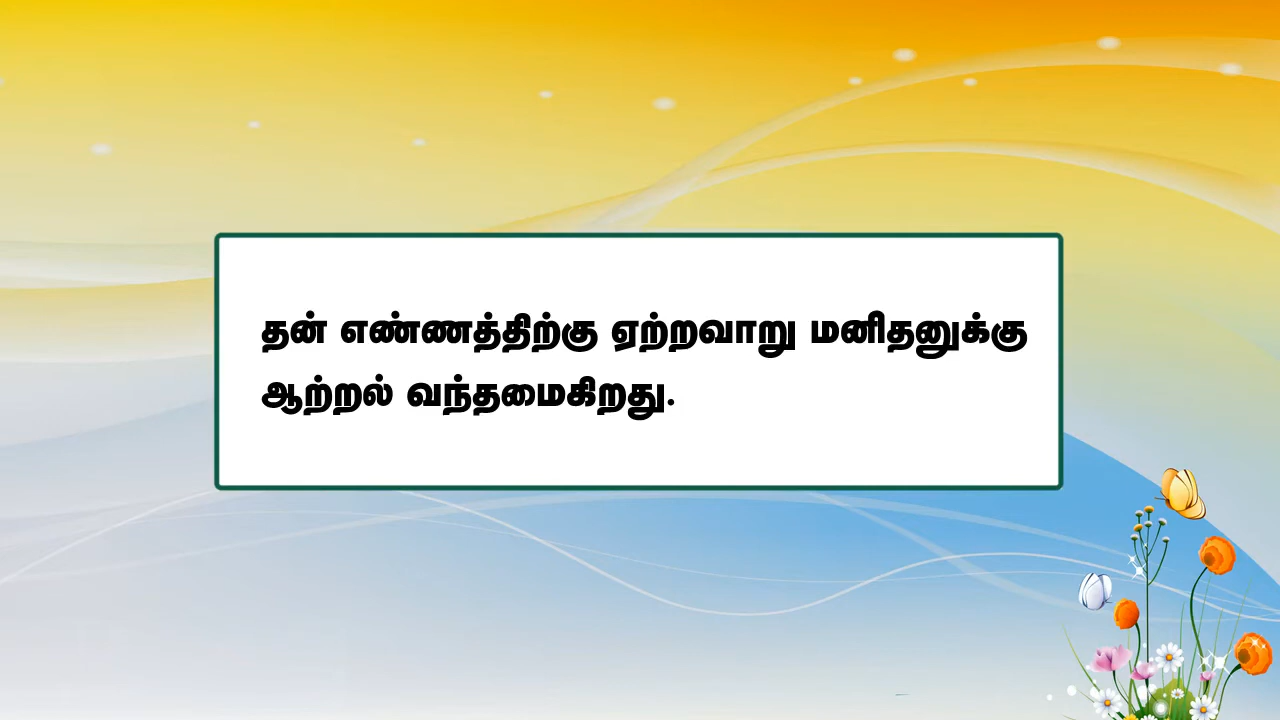 தன் எண்ணத்திற்கு ஏற்றவாறு மனிதனுக்கு
ஆற்றல் வந்தமைகிறது.